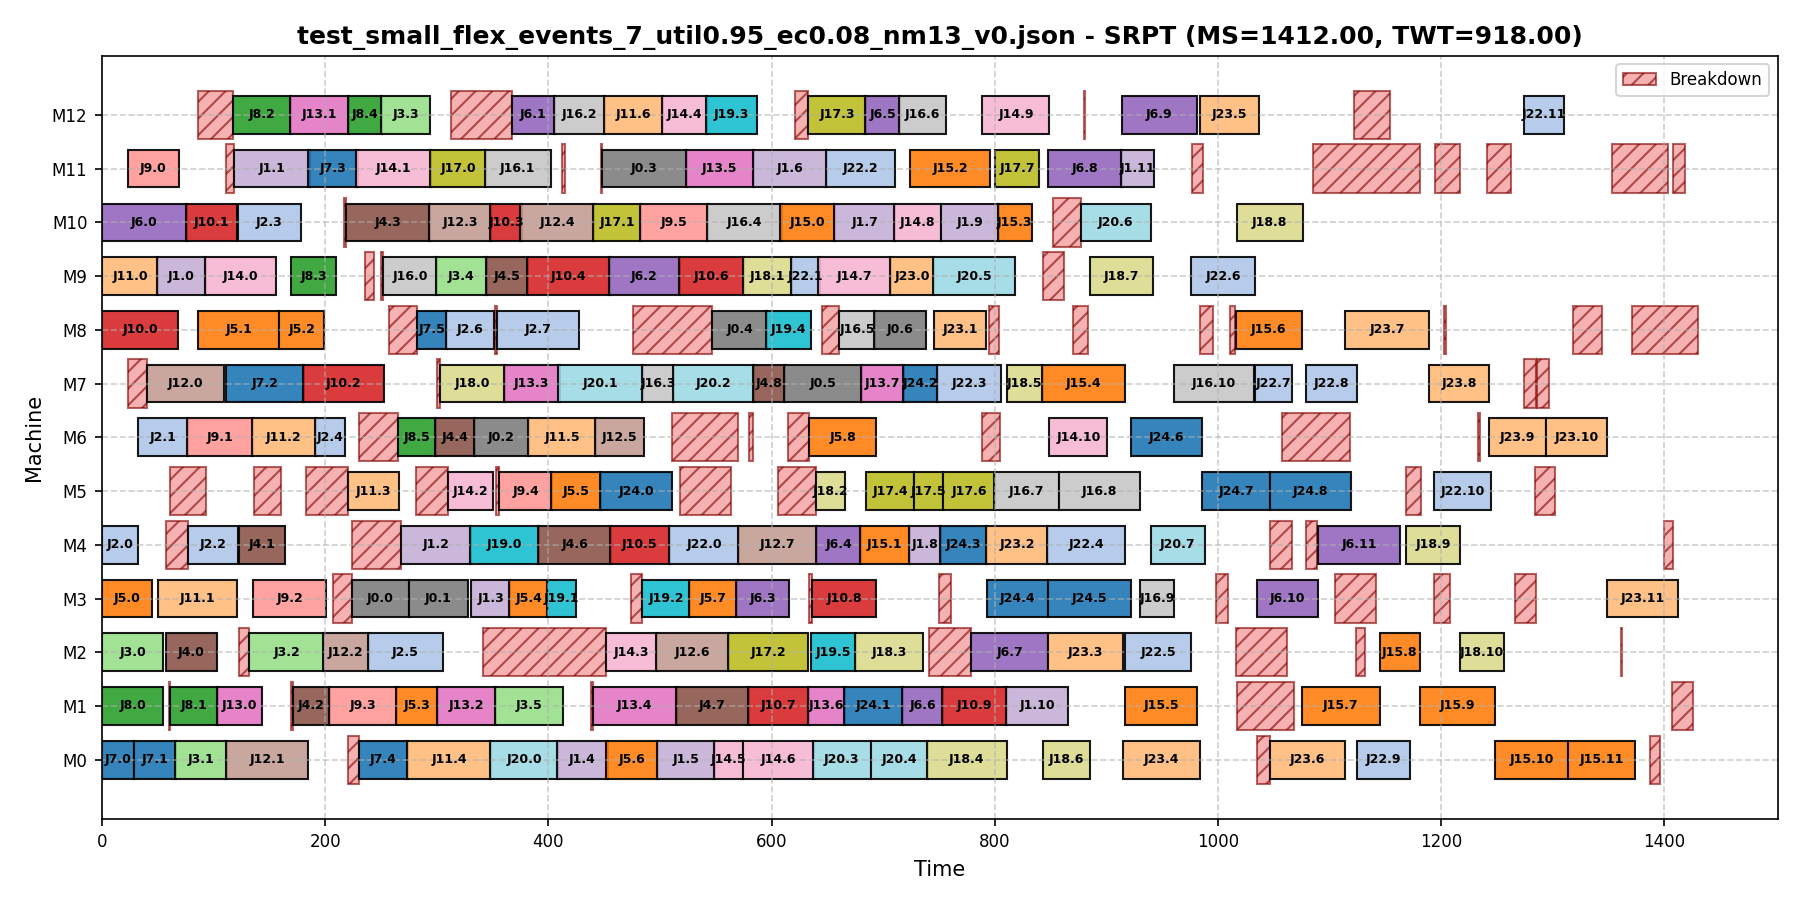 test_small_flex_events_7_util0.95_ec0.08_nm13_v0.json - SRPT (MS=1412.00, TWT=918.00)
Breakdown
M12 J8.2 J13.1 J8.4 J3.3 J6.1 J16.2 J11.6 J14.4 J19.3 J17.3 J6.5 J16.6 J14.9 J6.9 J23.5 J22.11
M11 J9.0 J1.1 J7.3 J14.1 J17.0 J16.1 J0.3 J13.5 J1.6 J22.2 J15.2 J17.7 J6.8 J1.11
M10 J6.0 J10.1 J2.3 J4.3 J12.3 J10.3 J12.4 J17.1 J9.5 J16.4 J15.0 J1.7 J14.8 J1.9 J15.3 J20.6 J18.8
M9 J11.0 J1.0 J14.0 J8.3 J16.0 J3.4 J4.5 J10.4 J6.2 J10.6 J18.1 J22.1 J14.7 J23.0 J20.5 J18.7 J22.6
M8 J10.0 J5.1 J5.2 J7.5 J2.6 J2.7 J0.4 J19.4 J16.5 J0.6 J23.1 J15.6 J23.7
M7 J12.0 J7.2 J10.2 J18.0 J13.3 J20.1 J16.3 J20.2 J4.8 J0.5 J13.7 J24.2 J22.3 J18.5 J15.4 J16.10 J22.7 J22.8 J23.8
M6 J2.1 J9.1 J11.2 J2.4 J8.5 J4.4 J0.2 J11.5 J12.5 J5.8 J14.10 J24.6 J23.9 J23.10
M5 J11.3 J14.2 J9.4 J5.5 J24.0 J18.2 J17.4 J17.5 J17.6 J16.7 J16.8 J24.7 J24.8 J22.10
M4 J2.0 J2.2 J4.1 J1.2 J19.0 J4.6 J10.5 J22.0 J12.7 J6.4 J15.1 J1.8 J24.3 J23.2 J22.4 J20.7 J6.11 J18.9
M3 J5.0 J11.1 J9.2 J0.0 J0.1 J1.3 J5.4 J19.1 J19.2 J5.7 J6.3 J10.8 J24.4 J24.5 J16.9 J6.10 J23.11
M2 J3.0 J4.0 J3.2 J12.2 J2.5 J14.3 J12.6 J17.2 J19.5 J18.3 J6.7 J23.3 J22.5 J15.8 J18.10
M1 J8.0 J8.1 J13.0 J4.2 J9.3 J5.3 J13.2 J3.5 J13.4 J4.7 J10.7 J13.6 J24.1 J6.6 J10.9 J1.10 J15.5 J15.7 J15.9
M0 J7.0 J7.1 J3.1 J12.1 J7.4 J11.4 J20.0 J1.4 J5.6 J1.5 J14.5 J14.6 J20.3 J20.4 J18.4 J18.6 J23.4 J23.6 J22.9 J15.10 J15.11
Machine
0 200 400 600 800 1000 1200 1400
Time